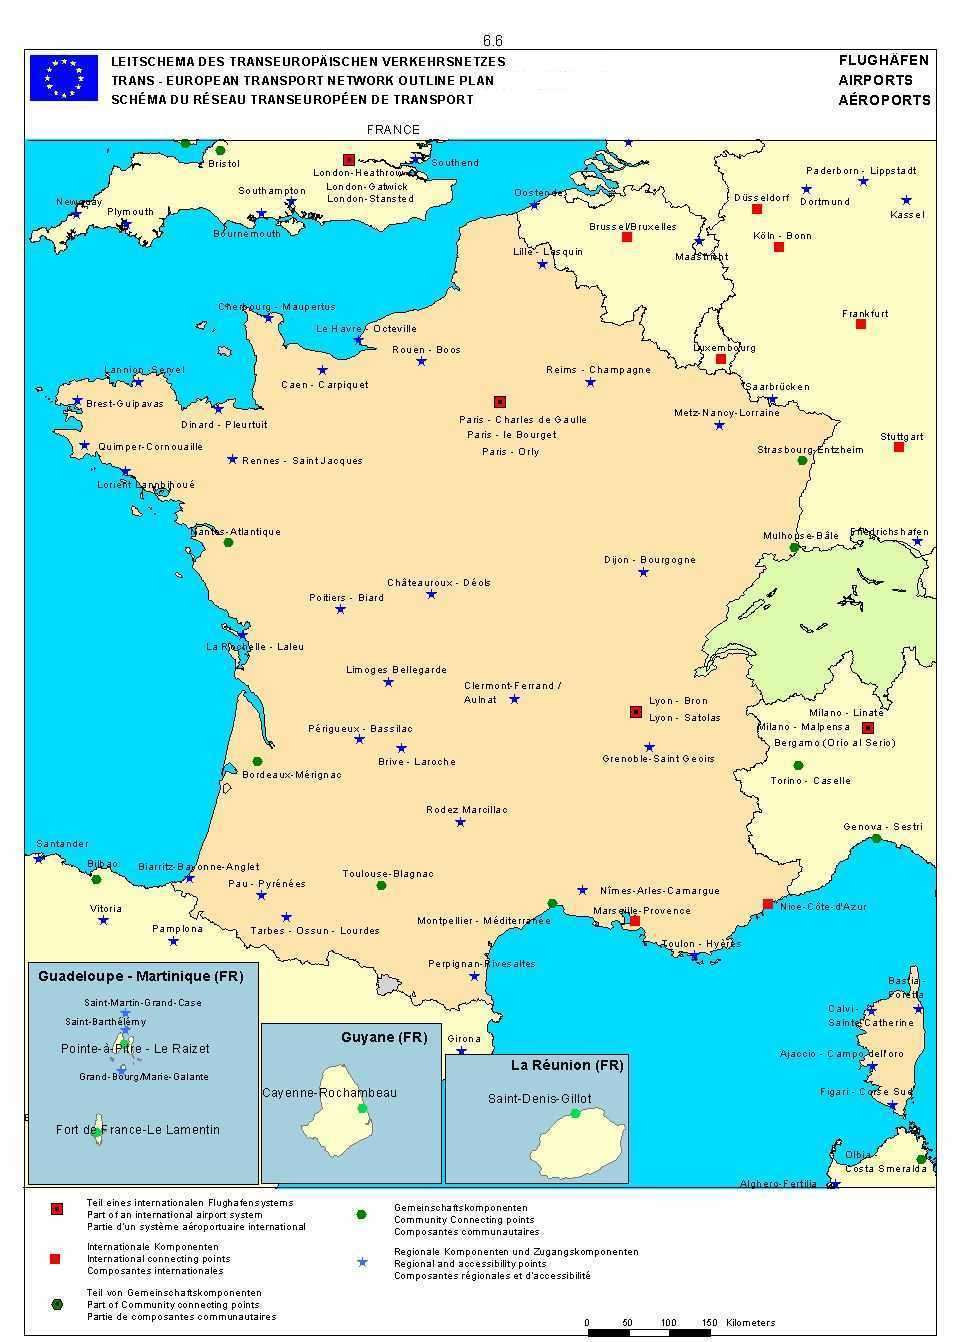 6.6
LEITSCHEMA DES TRANSEUROPÄISCHEN VERKEHRSNETZES
TRANS - EUROPEAN TRANSPORT NETWORK OUTLINE PLAN
SCHÉMA DU RÉSEAU TRANSEUROPÉEN DE TRANSPORT
FLUGHÄFEN
AIRPORTS
AÉROPORTS
FRANCE
Bristol
Southend
London-Heathrow
London-Gatwick
London-Stansted
Southampton
Newquay
Plymouth
Bournemouth
Oostende
Brussel/Bruxelles
Maastricht
Düsseldorf
Köln - Bonn
Paderborn - Lippstadt
Dortmund
Kassel
Lille - Lesquin
Frankfurt
Luxembourg
Saarbrücken
Cherbourg - Maupertus
Le Havre - Octeville
Rouen - Boos
Caen - Carpiquet
Reims - Champagne
Metz-Nancy-Lorraine
Lannion-Servel
Brest-Guipavas
Dinard - Pleurtuit
Paris - Charles de Gaulle
Paris - le Bourget
Paris - Orly
Quimper-Cornouaille
Rennes - Saint Jacques
Lorient Lannbihoué
Strasbourg-Entzheim
Stuttgart
Nantes-Atlantique
Mulhouse-Bâle
Friedrichshafen
Dijon - Bourgogne
Châteauroux - Déols
Poitiers - Biard
La Rochelle - Laleu
Limoges Bellegarde
Clermont-Ferrand /
Aulnat
Lyon - Bron
Lyon - Satolas
Milano - Linate
Milano - Malpensa
Bergamo (Orio al Serio)
Périgueux - Bassilac
Brive - Laroche
Grenoble-Saint Geoirs
Bordeaux-Mérignac
Torino - Caselle
Rodez Marcillac
Genova - Sestri
Santander
Bilbao
Biarritz-Bayonne-Anglet
Toulouse-Blagnac
Pau - Pyrénées
Nîmes-Arles-Camargue
Vitoria
Marseille-Provence
Nice-Côte-d'Azur
Montpellier - Méditerranée
Pamplona
Tarbes - Ossun - Lourdes
Toulon - Hyères
Perpignan-Rivesaltes
Girona
Bastia -
Poretta
Calvi -
Sainte Catherine
Ajaccio - Campo dell'oro
Figari - Corse Sud
Olbia -
Costa Smeralda
Alghero-Fertilia
Guadeloupe - Martinique (FR)
Saint-Martin-Grand-Case
Saint-Barthélémy
Pointe-à-Pitre - Le Raizet
Grand-Bourg/Marie-Galante
Fort de France-Le Lamentin
Guyane (FR)
Cayenne-Rochambeau
La Réunion (FR)
Saint-Denis-Gillot
Teil eines internationalen Flughafensystems
Part of an international airport system
Partie d'un système aéroportuaire international
Internationale Komponenten
International connecting points
Composantes internationales
Teil von Gemeinschaftskomponenten
Part of Community connecting points
Partie de composantes communautaires
Gemeinschaftskomponenten
Community Connecting points
Composantes communautaires
Regionale Komponenten und Zugangskomponenten
Regional and accessibility points
Composantes régionales et d'accessibilité
0 50 100 150 Kilometers